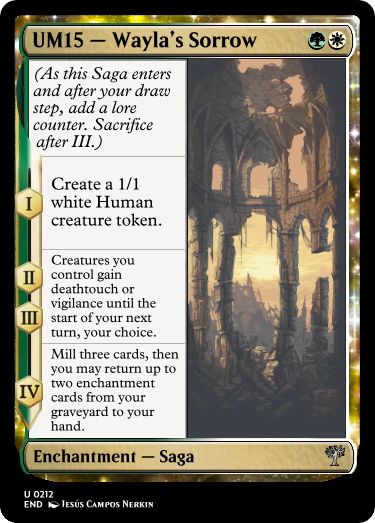 UM15 — Wayla's Sorrow
(As this Saga enters
and after your draw
step, add a lore
counter. Sacrifice
after III.)
I
Create a 1/1
white Human
creature token.
II
III
Creatures you
control gain
deathtouch or
vigilance until the
start of your next
turn, your choice.
IV
Mill three cards, then
you may return up to
two enchantment
cards from your
graveyard to your
hand.
Enchantment — Saga
U 0212
END Jesús Campos Nerkin